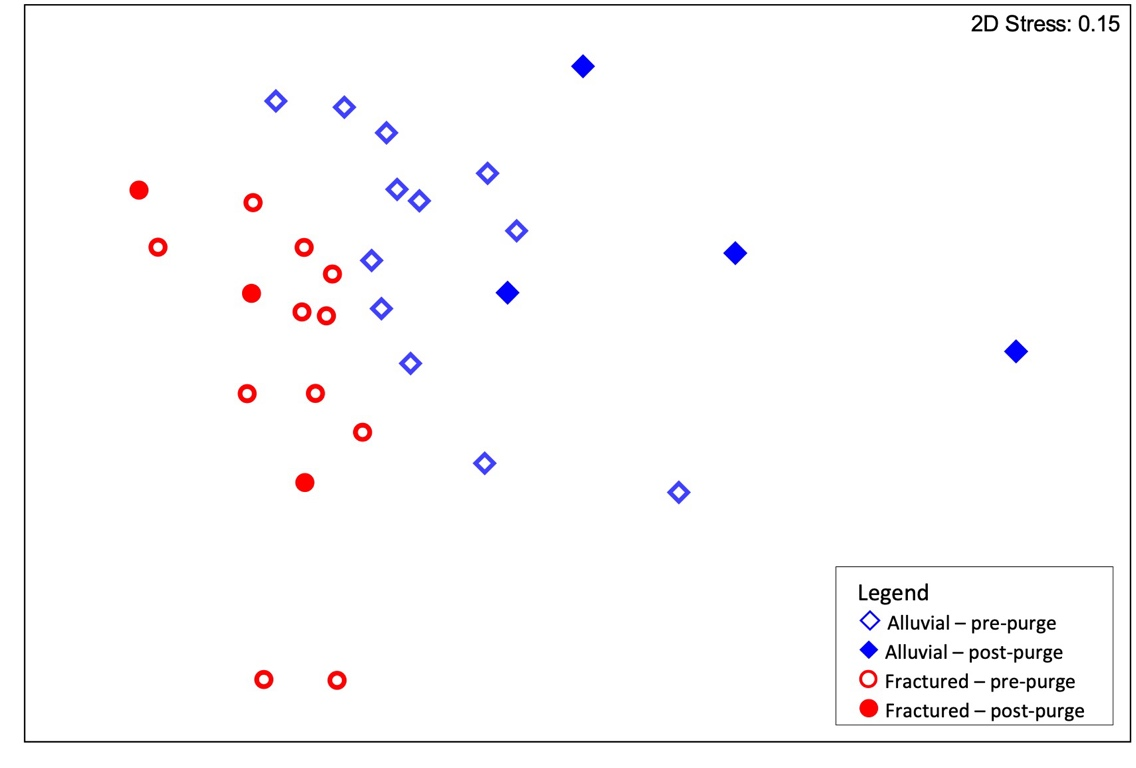 2D Stress: 0.15
Legend
Alluvial – pre-purge
Alluvial – post-purge
Fractured – pre-purge
Fractured – post-purge